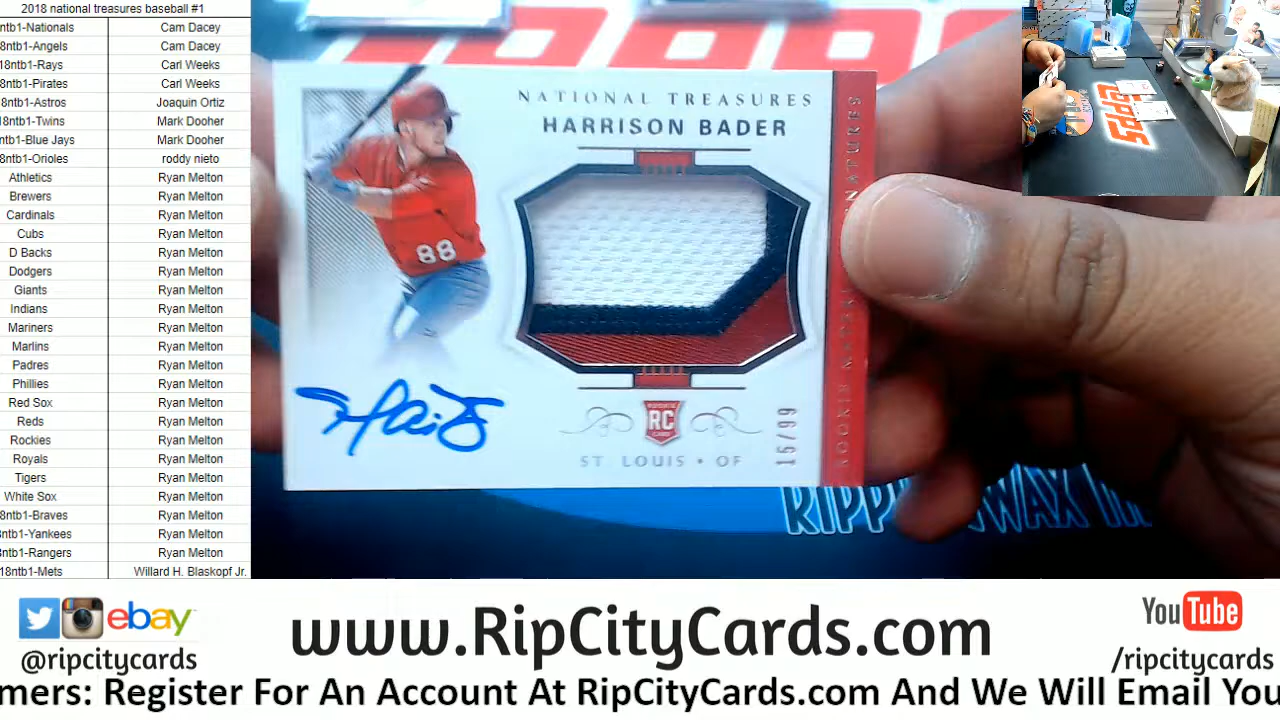 2018 national treasures baseball #1
ntb1-Nationals Cam Dacey
8ntb1-Angels Cam Dacey
18ntb1-Rays Carl Weeks
8ntb1-Pirates Carl Weeks
8ntb1-Astros Joaquin Ortiz
18ntb1-Twins Mark Dooher
ntb1-Blue Jays Mark Dooher
8ntb1-Orioles roddy nieto
Athletics Ryan Melton
Brewers Ryan Melton
Cardinals Ryan Melton
Cubs Ryan Melton
D Backs Ryan Melton
Dodgers Ryan Melton
Giants Ryan Melton
Indians Ryan Melton
Mariners Ryan Melton
Marlins Ryan Melton
Padres Ryan Melton
Phillies Ryan Melton
Red Sox Ryan Melton
Reds Ryan Melton
Rockies Ryan Melton
Royals Ryan Melton
Tigers Ryan Melton
White Sox Ryan Melton
8ntb1-Braves Ryan Melton
8ntb1-Yankees Ryan Melton
ntb1-Rangers Ryan Melton
18ntb1-Mets Willard H. Blaskopf Jr.
NATIONAL TREASURES
HARRISON BADER
88
ROOKIE
RC
ST. LOUIS • OF
15/99
ROOKIE
topps
RIPP WAX
ebay
@ripcitycards
www.RipCityCards.com
YouTube
/ripcitycards
mers: Register For An Account At RipCityCards.com And We Will Email You